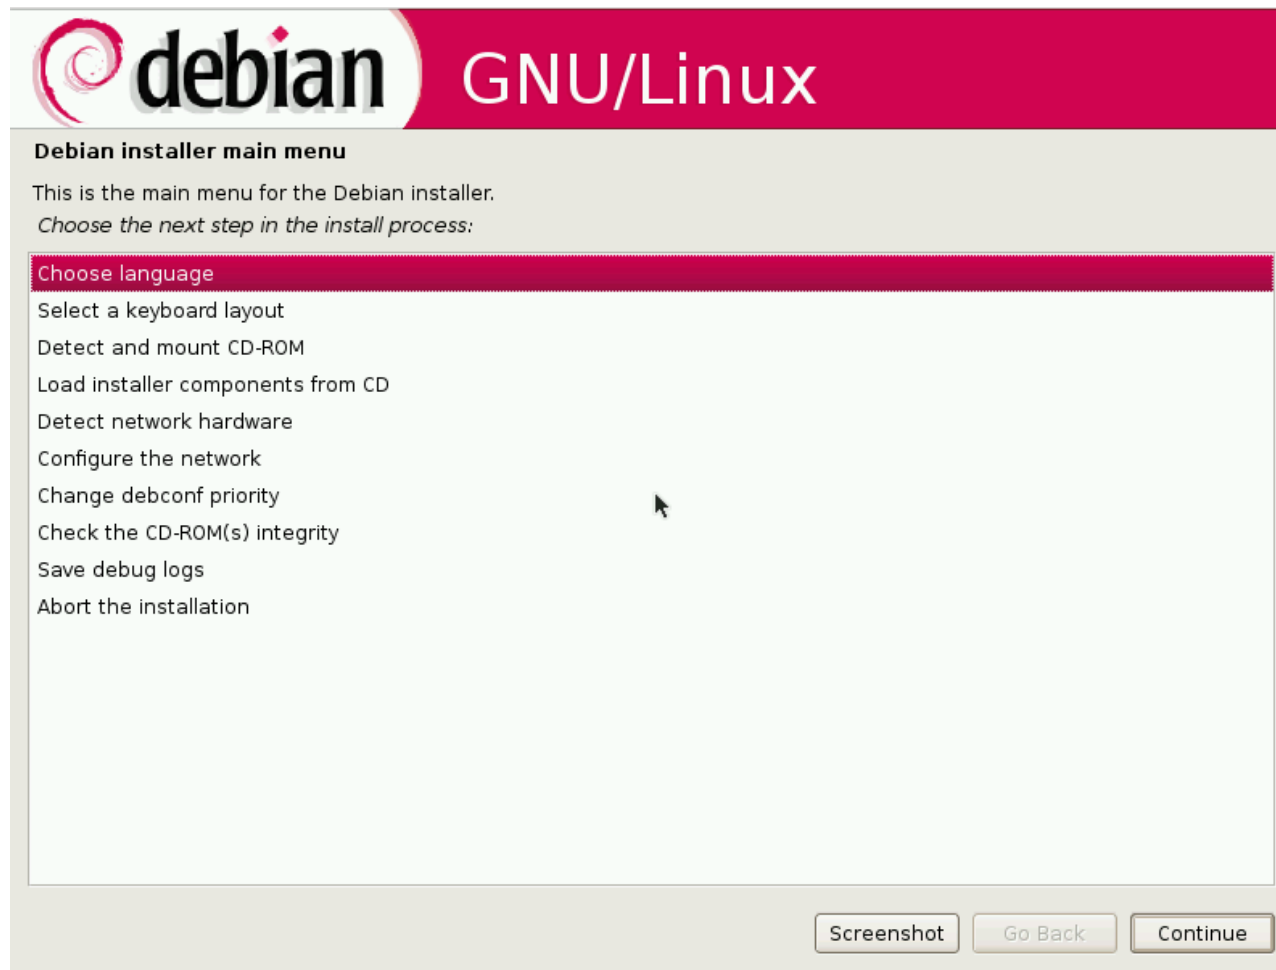 debian GNU/Linux
Debian installer main menu
This is the main menu for the Debian installer.
Choose the next step in the install process:
Choose language
Select a keyboard layout
Detect and mount CD-ROM
Load installer components from CD
Detect network hardware
Configure the network
Change debconf priority
Check the CD-ROM(s) integrity
Save debug logs
Abort the installation
Screenshot Go Back Continue